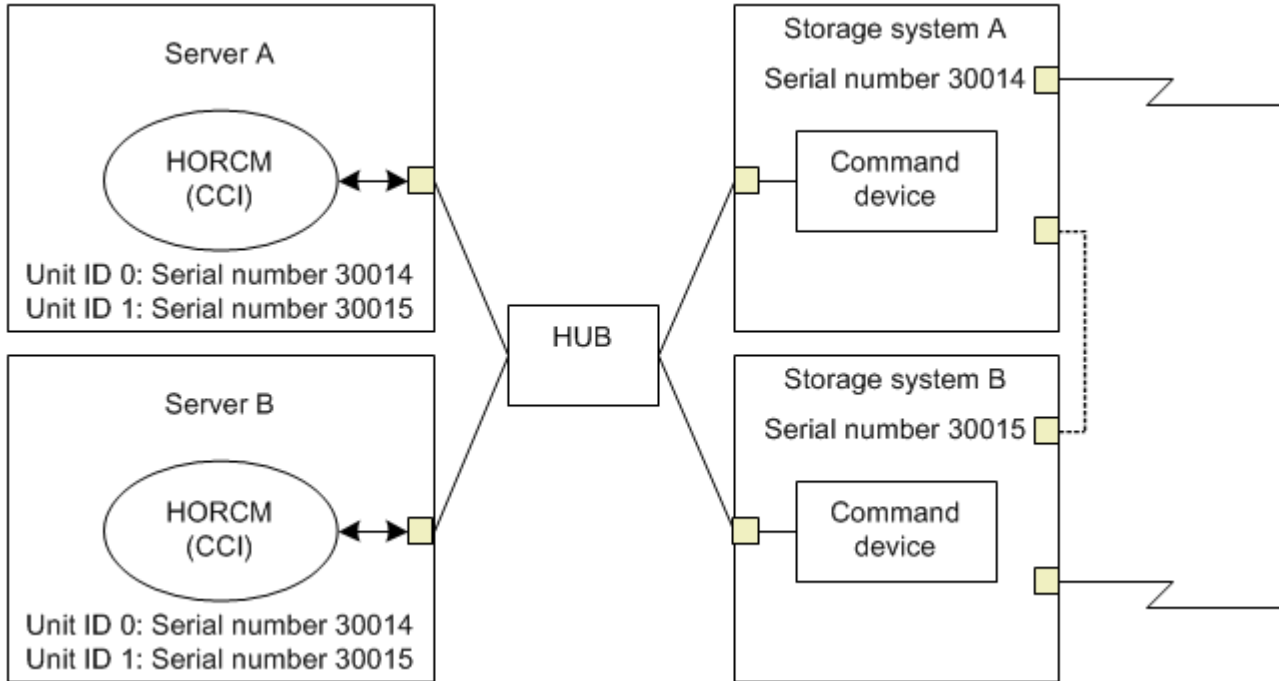 Server A
HORCM
(CCI)
Unit ID 0: Serial number 30014
Unit ID 1: Serial number 30015
Server B
HORCM
(CCI)
Unit ID 0: Serial number 30014
Unit ID 1: Serial number 30015
HUB
Storage system A
Serial number 30014
Command
device
Storage system B
Serial number 30015
Command
device